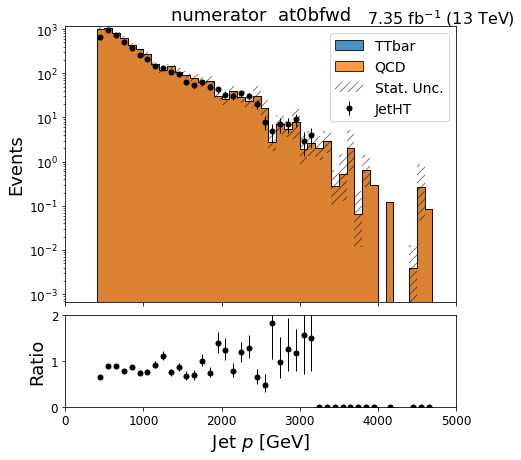 numerator at0bfwd 7.35 fb⁻¹ (13 TeV)
TTbar
QCD
Stat. Unc.
JetHT
Events
10³
10²
10¹
10⁰
10⁻¹
10⁻²
10⁻³
Ratio
2
1
0
0 1000 2000 3000 4000 5000
Jet p [GeV]